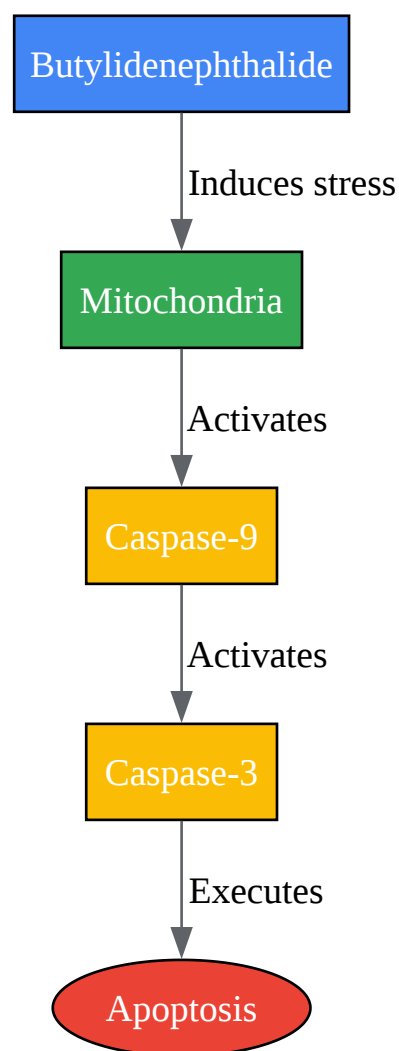 Butylidenephthalide
Induces stress
Mitochondria
Activates
Caspase-9
Activates
Caspase-3
Executes
Apoptosis